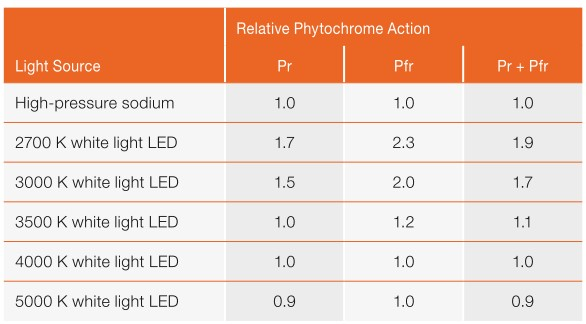 Relative Phytochrome Action
Light Source Pr Pfr Pr + Pfr
High-pressure sodium 1.0 1.0 1.0
2700 K white light LED 1.7 2.3 1.9
3000 K white light LED 1.5 2.0 1.7
3500 K white light LED 1.0 1.2 1.1
4000 K white light LED 1.0 1.0 1.0
5000 K white light LED 0.9 1.0 0.9